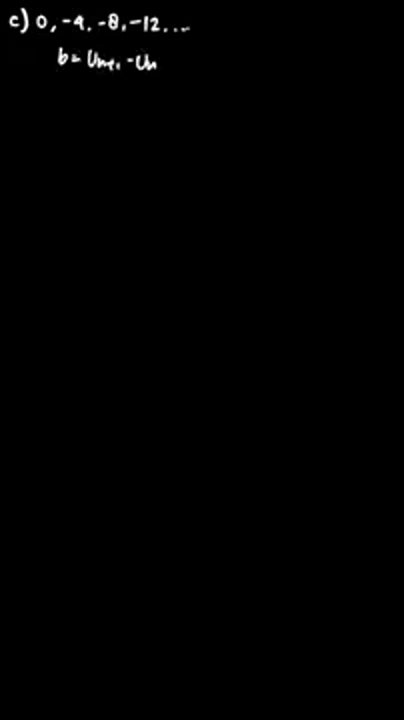 c) 0, -4, -8, -12, ...
b = Un+1 - Un